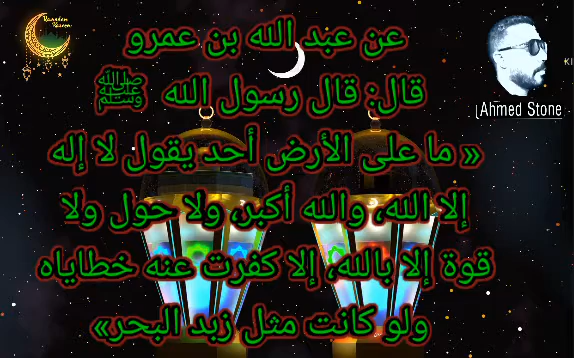 Ramadan
Kareem
عن عبد الله بن عمرو
قال: قال رسول الله ﷺ
« ما على الأرض أحد يقول لا إله
إلا الله، والله أكبر، ولا حول ولا
قوة إلا بالله، إلا كفرت عنه خطاياه
ولو كانت مثل زبد البحر»
Ahmed Stone
KI